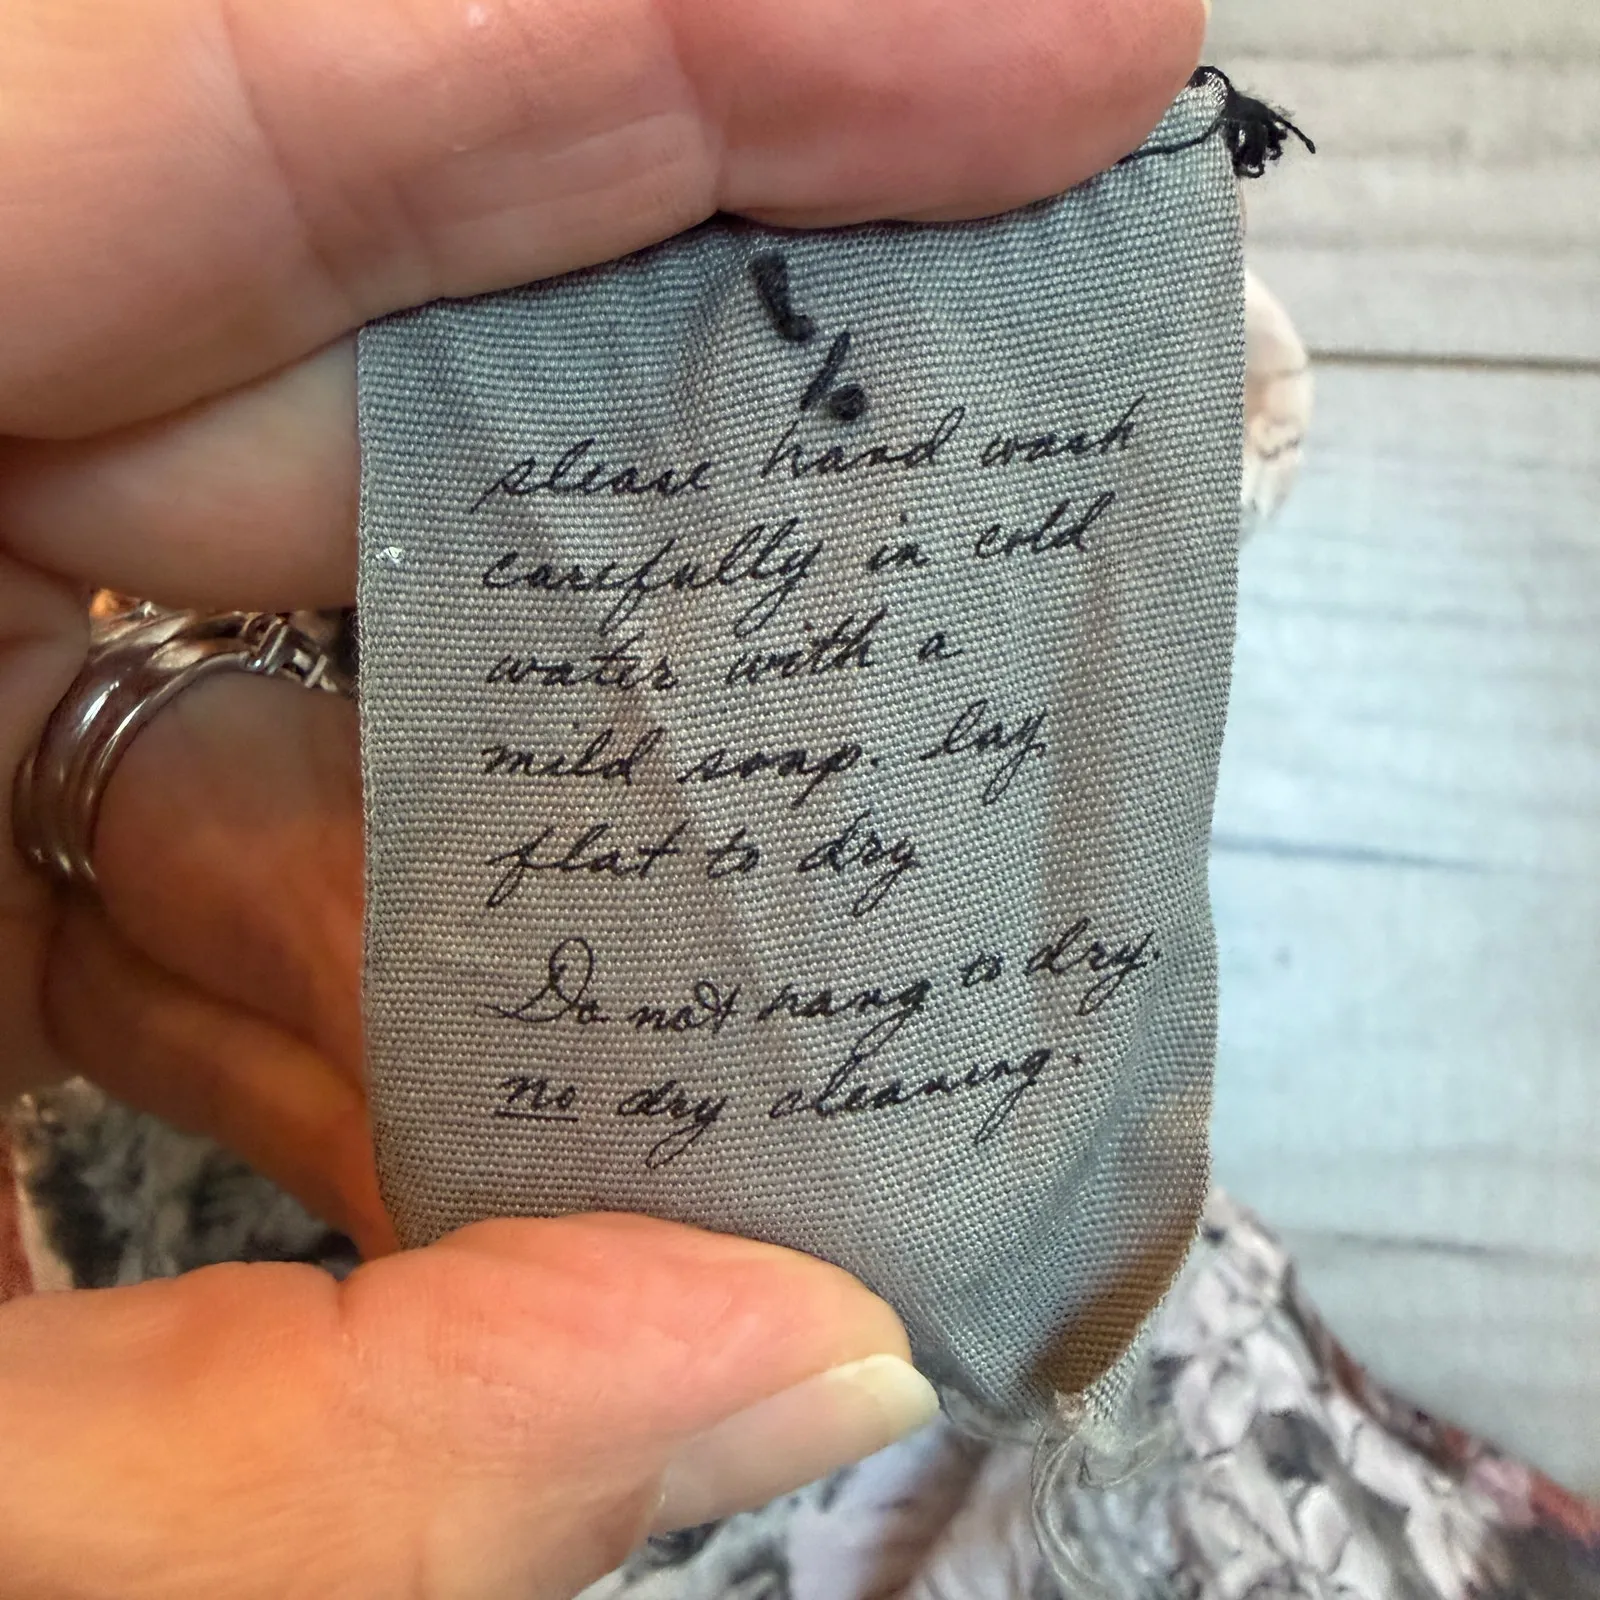 please hand wash
carefully in cold
water with a
mild soap. lay
flat to dry
Do not hang to dry.
no dry cleaning.